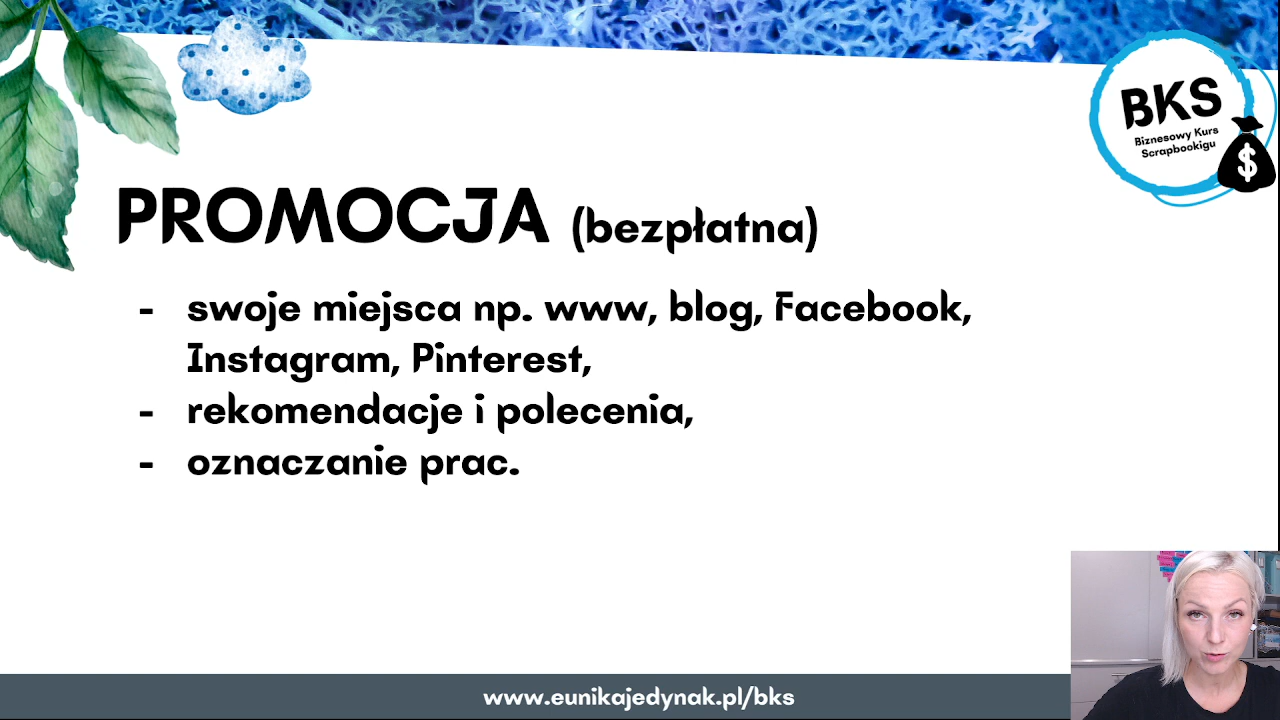 BKS
Biznesowy Kurs
Scrapbookigu
$
PROMOCJA (bezpłatna)
- swoje miejsca np. www, blog, Facebook,
Instagram, Pinterest,
- rekomendacje i polecenia,
- oznaczanie prac.
www.eunikajedynak.pl/bks